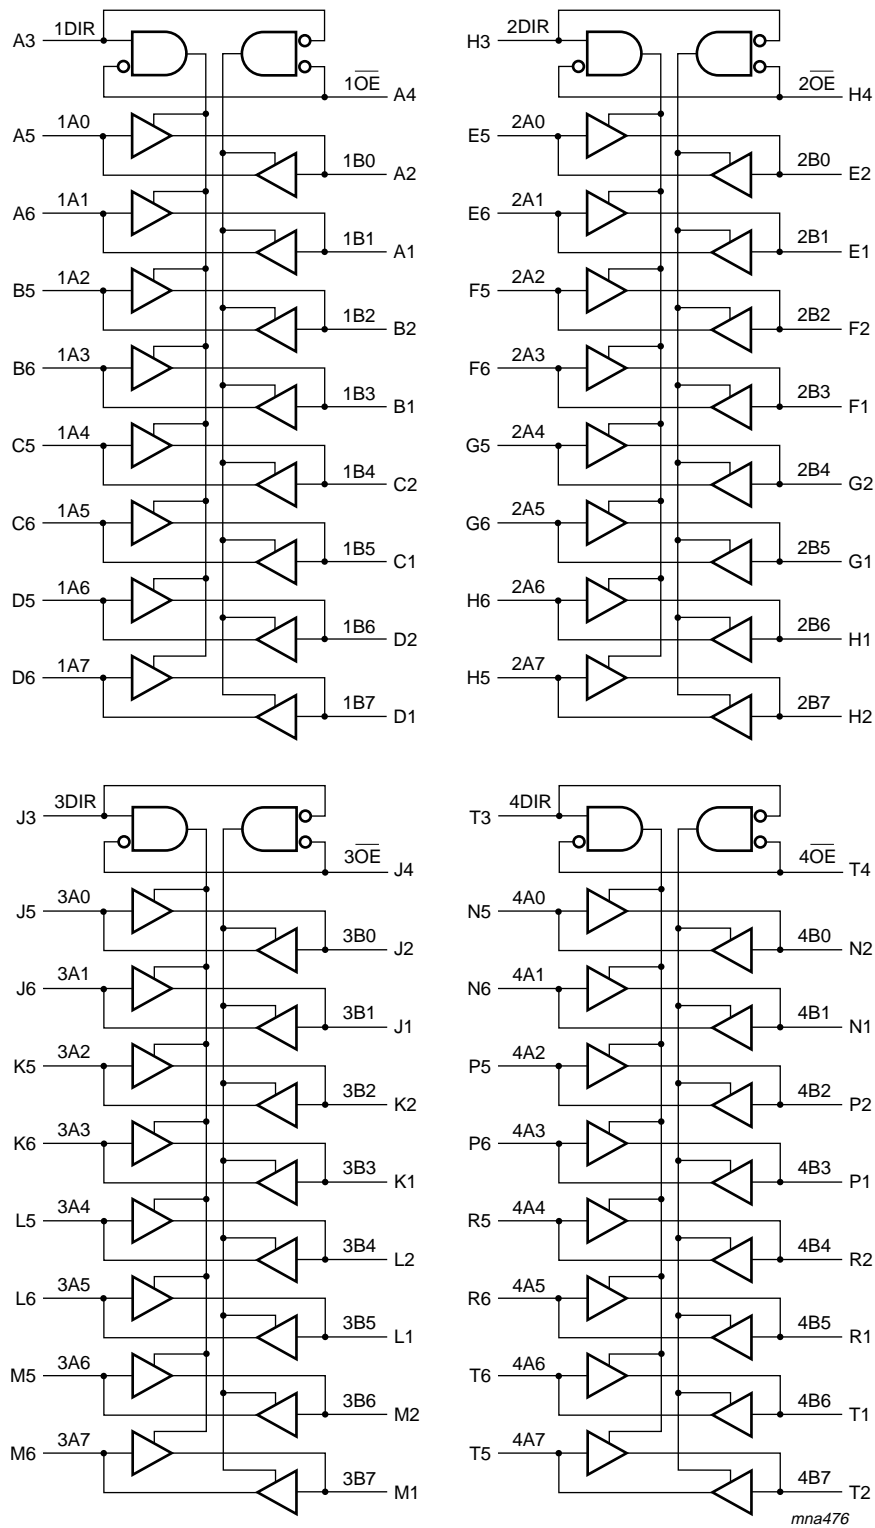 A3 1DIR
1O̅E̅ A4
A5 1A0
1B0 A2
A6 1A1
1B1 A1
B5 1A2
1B2 B2
B6 1A3
1B3 B1
C5 1A4
1B4 C2
C6 1A5
1B5 C1
D5 1A6
1B6 D2
D6 1A7
1B7 D1
H3 2DIR
2O̅E̅ H4
E5 2A0
2B0 E2
E6 2A1
2B1 E1
F5 2A2
2B2 F2
F6 2A3
2B3 F1
G5 2A4
2B4 G2
G6 2A5
2B5 G1
H6 2A6
2B6 H1
H5 2A7
2B7 H2
J3 3DIR
3O̅E̅ J4
J5 3A0
3B0 J2
J6 3A1
3B1 J1
K5 3A2
3B2 K2
K6 3A3
3B3 K1
L5 3A4
3B4 L2
L6 3A5
3B5 L1
M5 3A6
3B6 M2
M6 3A7
3B7 M1
T3 4DIR
4O̅E̅ T4
N5 4A0
4B0 N2
N6 4A1
4B1 N1
P5 4A2
4B2 P2
P6 4A3
4B3 P1
R5 4A4
4B4 R2
R6 4A5
4B5 R1
T6 4A6
4B6 T1
T5 4A7
4B7 T2
mna476